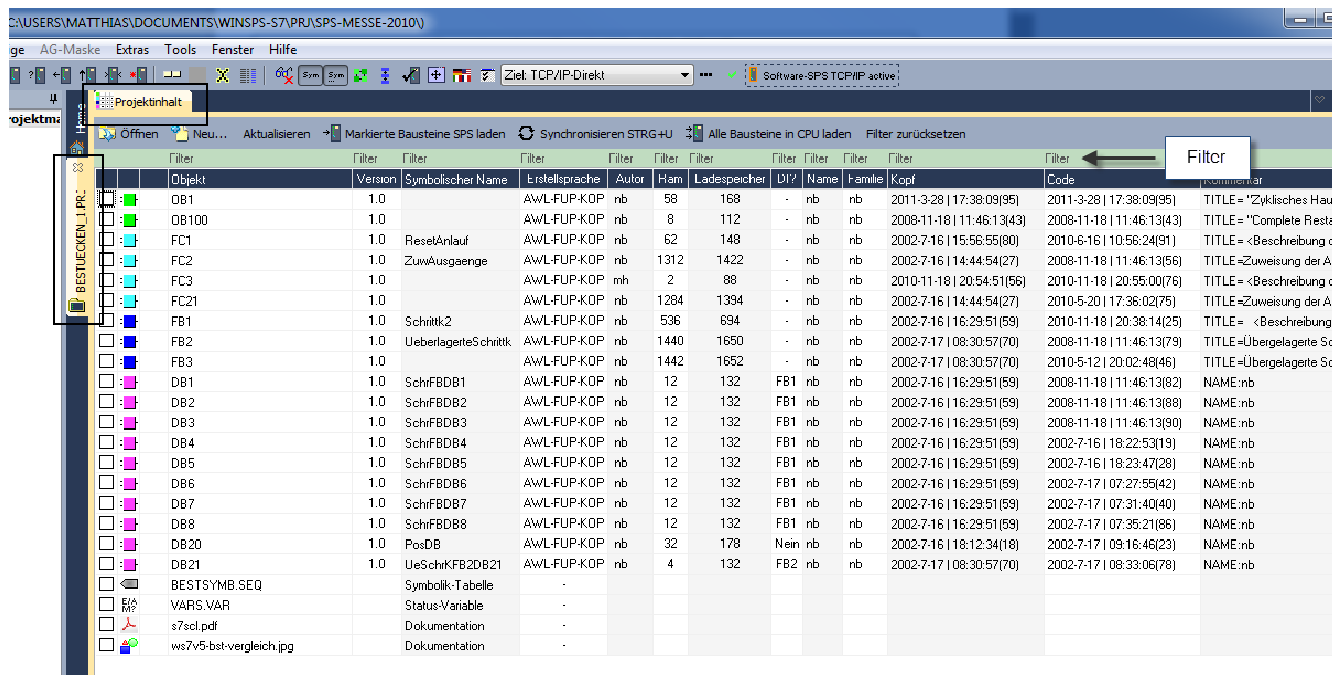 C:\USERS\MATTHIAS\DOCUMENTS\WINSPS-S7\PRJ\SPS-MESSE-2010\)
ge AG-Maske Extras Tools Fenster Hilfe
Sym Sym Ziel: TCP/IP-Direkt Software-SPS TCP/IP-active
Projektinhalt
Home
BESTUECKEN_1.PRJ
Öffnen Neu... Aktualisieren Markierte Bausteine SPS laden Synchronisieren STRG+U Alle Bausteine in CPU laden Filter zurücksetzen
Filter Filter Filter Filter Filter Filter Filter Filter Filter Filter Filter Filter
Filter
Objekt Version Symbolischer Name Erstellsprache Autor Ham Ladespeicher DI? Name Familie Kopf Code Kommentar
OB1 1.0 AWL-FUP-KOP nb 58 168 - nb nb 2011-3-28 | 17:38:09(95) 2011-3-28 | 17:38:09(95) TITLE= "Zyklisches Hau
OB100 1.0 AWL-FUP-KOP nb 8 112 - nb nb 2008-11-18 | 11:46:13(43) 2008-11-18 | 11:46:13(43) TITLE= "Complete Resta
FC1 1.0 ResetAnlauf AWL-FUP-KOP nb 62 148 - nb nb 2002-7-16 | 15:56:55(80) 2010-6-16 | 10:56:24(91) TITLE= <Beschreibung d
FC2 1.0 ZuwAusgaenge AWL-FUP-KOP nb 1312 1422 - nb nb 2002-7-16 | 14:44:54(27) 2008-11-18 | 11:46:13(56) TITLE=Zuweisung der A
FC3 1.0 AWL-FUP-KOP mh 2 88 - nb nb 2010-11-18 | 20:54:51(56) 2010-11-18 | 20:55:00(76) TITLE= <Beschreibung d
FC21 1.0 AWL-FUP-KOP nb 1284 1394 - nb nb 2002-7-16 | 14:44:54(27) 2010-5-20 | 17:36:02(75) TITLE=Zuweisung der A
FB1 1.0 Schrittk2 AWL-FUP-KOP nb 536 694 - nb nb 2002-7-16 | 16:29:51(59) 2010-11-18 | 20:38:14(25) TITLE= <Beschreibung
FB2 1.0 UeberlagerteSchrittk AWL-FUP-KOP nb 1440 1650 - nb nb 2002-7-17 | 08:30:57(70) 2008-11-18 | 11:46:13(79) TITLE=Übergelagerte Sc
FB3 1.0 AWL-FUP-KOP nb 1442 1652 - nb nb 2002-7-17 | 08:30:57(70) 2010-5-12 | 20:02:48(46) TITLE=Übergelagerte Sc
DB1 1.0 SchrFBDB1 AWL-FUP-KOP nb 12 132 FB1 nb nb 2002-7-16 | 16:29:51(59) 2008-11-18 | 11:46:13(82) NAME:nb
DB2 1.0 SchrFBDB2 AWL-FUP-KOP nb 12 132 FB1 nb nb 2002-7-16 | 16:29:51(59) 2008-11-18 | 11:46:13(88) NAME:nb
DB3 1.0 SchrFBDB3 AWL-FUP-KOP nb 12 132 FB1 nb nb 2002-7-16 | 16:29:51(59) 2008-11-18 | 11:46:13(90) NAME:nb
DB4 1.0 SchrFBDB4 AWL-FUP-KOP nb 12 132 FB1 nb nb 2002-7-16 | 16:29:51(59) 2002-7-16 | 18:22:53(19) NAME:nb
DB5 1.0 SchrFBDB5 AWL-FUP-KOP nb 12 132 FB1 nb nb 2002-7-16 | 16:29:51(59) 2002-7-16 | 18:23:47(28) NAME:nb
DB6 1.0 SchrFBDB6 AWL-FUP-KOP nb 12 132 FB1 nb nb 2002-7-16 | 16:29:51(59) 2002-7-17 | 07:27:55(42) NAME:nb
DB7 1.0 SchrFBDB7 AWL-FUP-KOP nb 12 132 FB1 nb nb 2002-7-16 | 16:29:51(59) 2002-7-17 | 07:31:40(40) NAME:nb
DB8 1.0 SchrFBDB8 AWL-FUP-KOP nb 12 132 FB1 nb nb 2002-7-16 | 16:29:51(59) 2002-7-17 | 07:35:21(86) NAME:nb
DB20 1.0 PosDB AWL-FUP-KOP nb 32 178 Nein nb nb 2002-7-16 | 18:12:34(18) 2002-7-17 | 09:16:46(23) NAME:nb
DB21 1.0 UeSchrKFB2DB21 AWL-FUP-KOP nb 4 132 FB2 nb nb 2002-7-17 | 08:30:57(70) 2002-7-17 | 08:33:06(78) NAME:nb
BESTSYMB.SEQ Symbolik-Tabelle -
E/A M? VARS.VAR Status-Variable -
s7scl.pdf Dokumentation -
ws7v5-bst-vergleich.jpg Dokumentation -